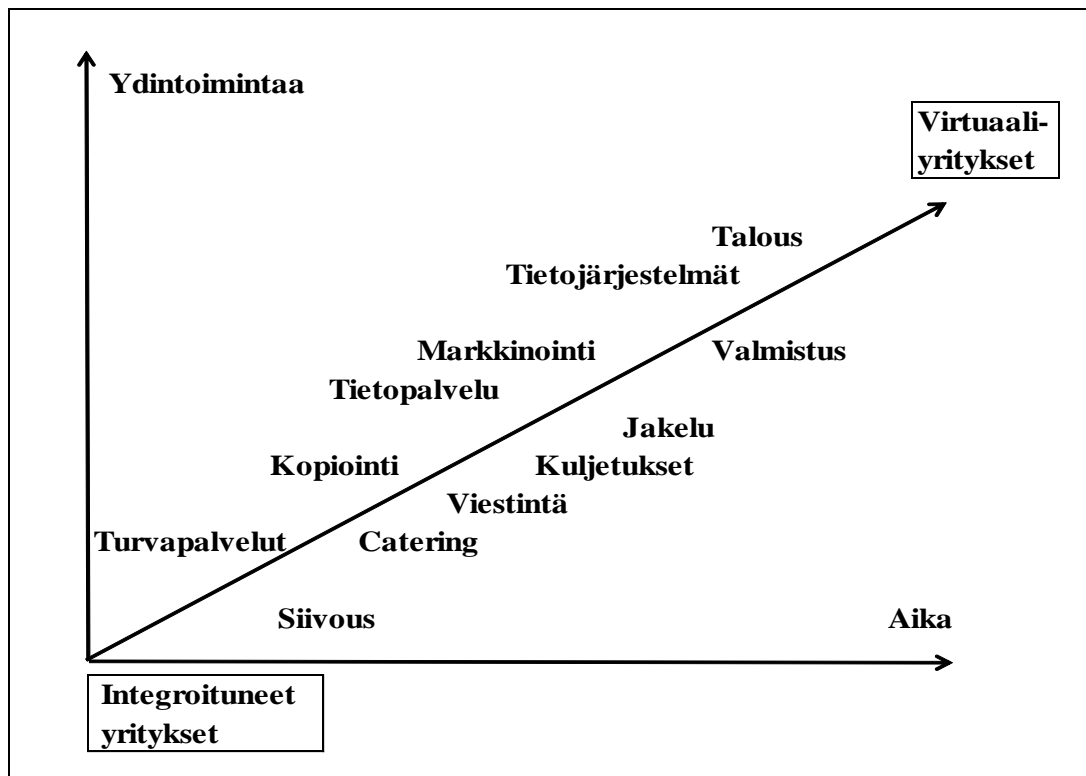 Ydintoimintaa
Virtuaali-
yritykset
Talous
Tietojärjestelmät
Markkinointi
Valmistus
Tietopalvelu
Jakelu
Kopiointi
Kuljetukset
Viestintä
Turvapalvelut
Catering
Siivous
Aika
Integroituneet
yritykset